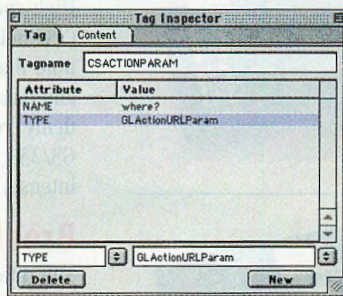 Tag Inspector
Tag Content
Tagname CSACTIONPARAM
Attribute Value
NAME where?
TYPE GLActionURLParam
TYPE GLActionURLParam
Delete New